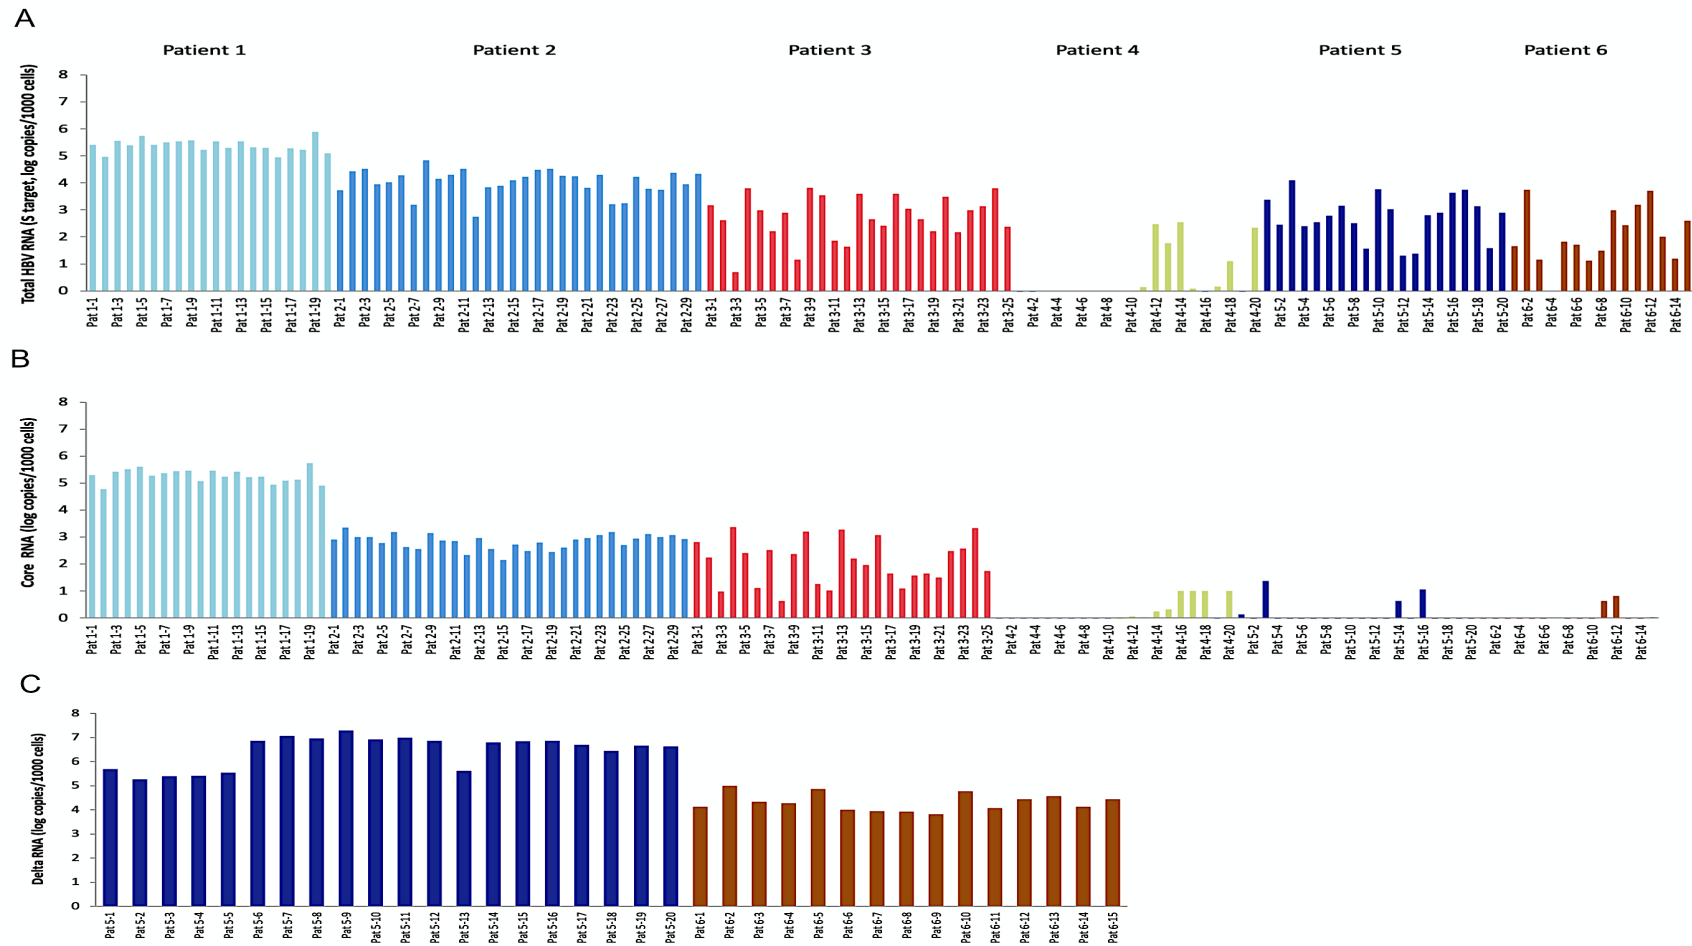 A
Patient 1 Patient 2 Patient 3 Patient 4 Patient 5 Patient 6
Total HBV RNA (S target, log copies/1000 cells)
8
7
6
5
4
3
2
1
0
Pat 1-1 Pat 1-3 Pat 1-5 Pat 1-7 Pat 1-9 Pat 1-11 Pat 1-13 Pat 1-15 Pat 1-17 Pat 1-19 Pat 2-1 Pat 2-3 Pat 2-5 Pat 2-7 Pat 2-9 Pat 2-11 Pat 2-13 Pat 2-15 Pat 2-17 Pat 2-19 Pat 2-21 Pat 2-23 Pat 2-25 Pat 2-27 Pat 2-29 Pat 3-1 Pat 3-3 Pat 3-5 Pat 3-7 Pat 3-9 Pat 3-11 Pat 3-13 Pat 3-15 Pat 3-17 Pat 3-19 Pat 3-21 Pat 3-23 Pat 3-25 Pat 4-2 Pat 4-4 Pat 4-6 Pat 4-8 Pat 4-10 Pat 4-12 Pat 4-14 Pat 4-16 Pat 4-18 Pat 4-20 Pat 5-2 Pat 5-4 Pat 5-6 Pat 5-8 Pat 5-10 Pat 5-12 Pat 5-14 Pat 5-16 Pat 5-18 Pat 5-20 Pat 6-2 Pat 6-4 Pat 6-6 Pat 6-8 Pat 6-10 Pat 6-12 Pat 6-14
B
Core RNA (log copies/1000 cells)
8
7
6
5
4
3
2
1
0
Pat 1-1 Pat 1-3 Pat 1-5 Pat 1-7 Pat 1-9 Pat 1-11 Pat 1-13 Pat 1-15 Pat 1-17 Pat 1-19 Pat 2-1 Pat 2-3 Pat 2-5 Pat 2-7 Pat 2-9 Pat 2-11 Pat 2-13 Pat 2-15 Pat 2-17 Pat 2-19 Pat 2-21 Pat 2-23 Pat 2-25 Pat 2-27 Pat 2-29 Pat 3-1 Pat 3-3 Pat 3-5 Pat 3-7 Pat 3-9 Pat 3-11 Pat 3-13 Pat 3-15 Pat 3-17 Pat 3-19 Pat 3-21 Pat 3-23 Pat 3-25 Pat 4-2 Pat 4-4 Pat 4-6 Pat 4-8 Pat 4-10 Pat 4-12 Pat 4-14 Pat 4-16 Pat 4-18 Pat 4-20 Pat 5-2 Pat 5-4 Pat 5-6 Pat 5-8 Pat 5-10 Pat 5-12 Pat 5-14 Pat 5-16 Pat 5-18 Pat 5-20 Pat 6-2 Pat 6-4 Pat 6-6 Pat 6-8 Pat 6-10 Pat 6-12 Pat 6-14
C
Delta RNA (log copies/1000 cells)
8
7
6
5
4
3
2
1
0
Pat 5-1 Pat 5-2 Pat 5-3 Pat 5-4 Pat 5-5 Pat 5-6 Pat 5-7 Pat 5-8 Pat 5-9 Pat 5-10 Pat 5-11 Pat 5-12 Pat 5-13 Pat 5-14 Pat 5-15 Pat 5-16 Pat 5-17 Pat 5-18 Pat 5-19 Pat 5-20 Pat 6-1 Pat 6-2 Pat 6-3 Pat 6-4 Pat 6-5 Pat 6-6 Pat 6-7 Pat 6-8 Pat 6-9 Pat 6-10 Pat 6-11 Pat 6-12 Pat 6-13 Pat 6-14 Pat 6-15